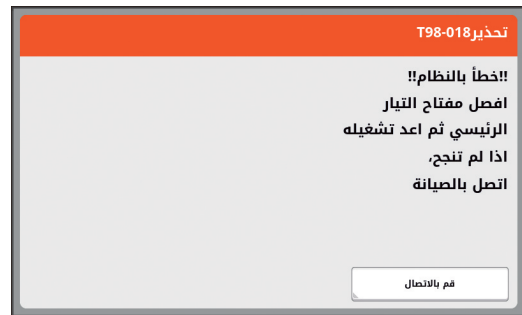 تحذيرT98-018
!!خطأ بالنظام!!
افصل مفتاح التيار
الرئيسي ثم اعد تشغيله
اذا لم تنجح،
اتصل بالصيانة
قم بالاتصال